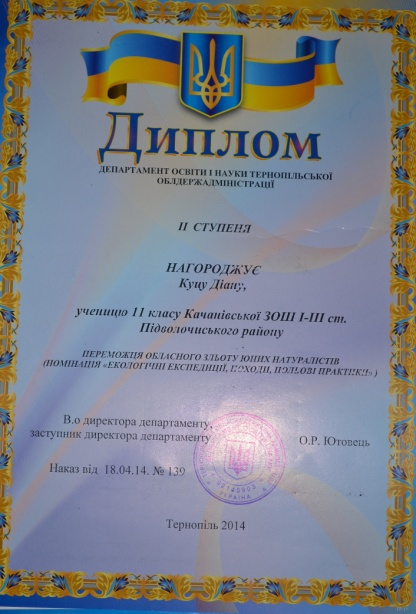 Диплом
ДЕПАРТАМЕНТ ОСВІТИ І НАУКИ ТЕРНОПІЛЬСЬКОЇ
ОБЛДЕРЖАДМІНІСТРАЦІЇ
ІІ СТУПЕНЯ
НАГОРОДЖУЄ
Куцу Діану,
ученицю 11 класу Качанівської ЗОШ І-ІІІ ст.
Підволочиського району
ПЕРЕМОЖЦЯ ОБЛАСНОГО ЗЛЬОТУ ЮНИХ НАТУРАЛІСТІВ
(НОМІНАЦІЯ «ЕКОЛОГІЧНІ ЕКСПЕДИЦІЇ, ПОХОДИ, ПОЛЬОВІ ПРАКТИКИ»)
В.о директора департаменту,
заступник директора департаменту
О.Р. Ютовець
Наказ від 18.04.14. № 139
УКРАЇНА
Тернопіль 2014